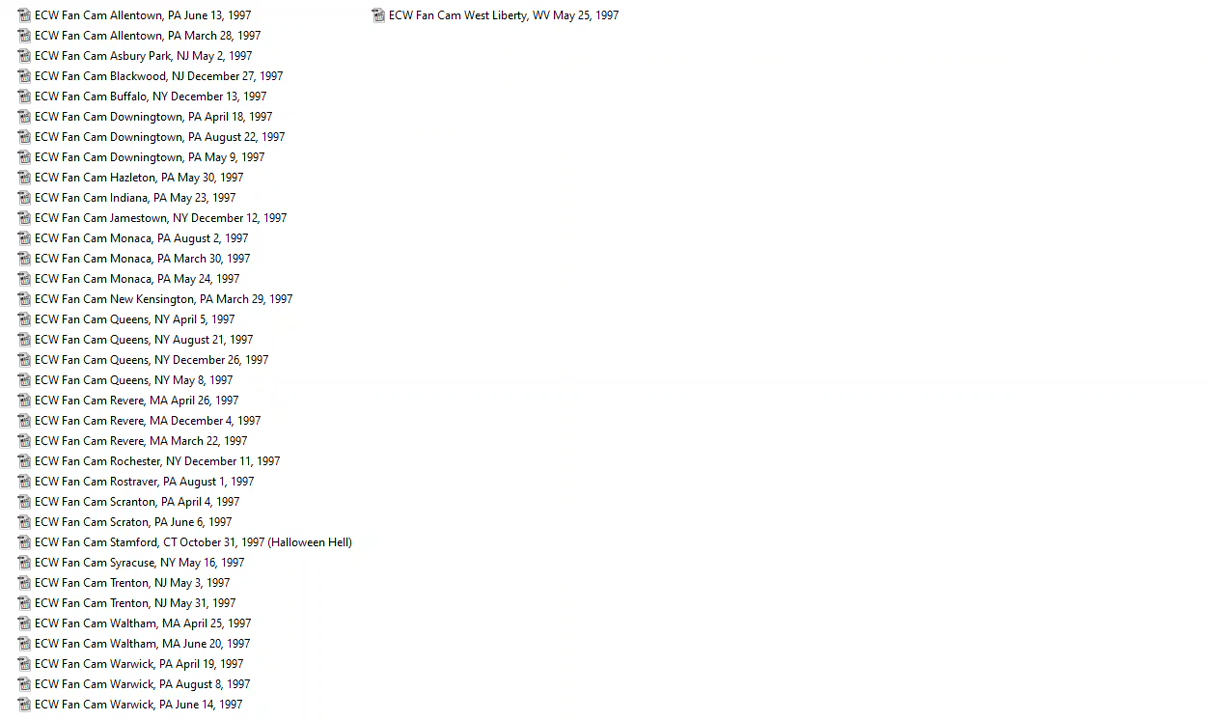 ECW Fan Cam Allentown, PA June 13, 1997
ECW Fan Cam Allentown, PA March 28, 1997
ECW Fan Cam Asbury Park, NJ May 2, 1997
ECW Fan Cam Blackwood, NJ December 27, 1997
ECW Fan Cam Buffalo, NY December 13, 1997
ECW Fan Cam Downingtown, PA April 18, 1997
ECW Fan Cam Downingtown, PA August 22, 1997
ECW Fan Cam Downingtown, PA May 9, 1997
ECW Fan Cam Hazleton, PA May 30, 1997
ECW Fan Cam Indiana, PA May 23, 1997
ECW Fan Cam Jamestown, NY December 12, 1997
ECW Fan Cam Monaca, PA August 2, 1997
ECW Fan Cam Monaca, PA March 30, 1997
ECW Fan Cam Monaca, PA May 24, 1997
ECW Fan Cam New Kensington, PA March 29, 1997
ECW Fan Cam Queens, NY April 5, 1997
ECW Fan Cam Queens, NY August 21, 1997
ECW Fan Cam Queens, NY December 26, 1997
ECW Fan Cam Queens, NY May 8, 1997
ECW Fan Cam Revere, MA April 26, 1997
ECW Fan Cam Revere, MA December 4, 1997
ECW Fan Cam Revere, MA March 22, 1997
ECW Fan Cam Rochester, NY December 11, 1997
ECW Fan Cam Rostraver, PA August 1, 1997
ECW Fan Cam Scranton, PA April 4, 1997
ECW Fan Cam Scraton, PA June 6, 1997
ECW Fan Cam Stamford, CT October 31, 1997 (Halloween Hell)
ECW Fan Cam Syracuse, NY May 16, 1997
ECW Fan Cam Trenton, NJ May 3, 1997
ECW Fan Cam Trenton, NJ May 31, 1997
ECW Fan Cam Waltham, MA April 25, 1997
ECW Fan Cam Waltham, MA June 20, 1997
ECW Fan Cam Warwick, PA April 19, 1997
ECW Fan Cam Warwick, PA August 8, 1997
ECW Fan Cam Warwick, PA June 14, 1997
ECW Fan Cam West Liberty, WV May 25, 1997